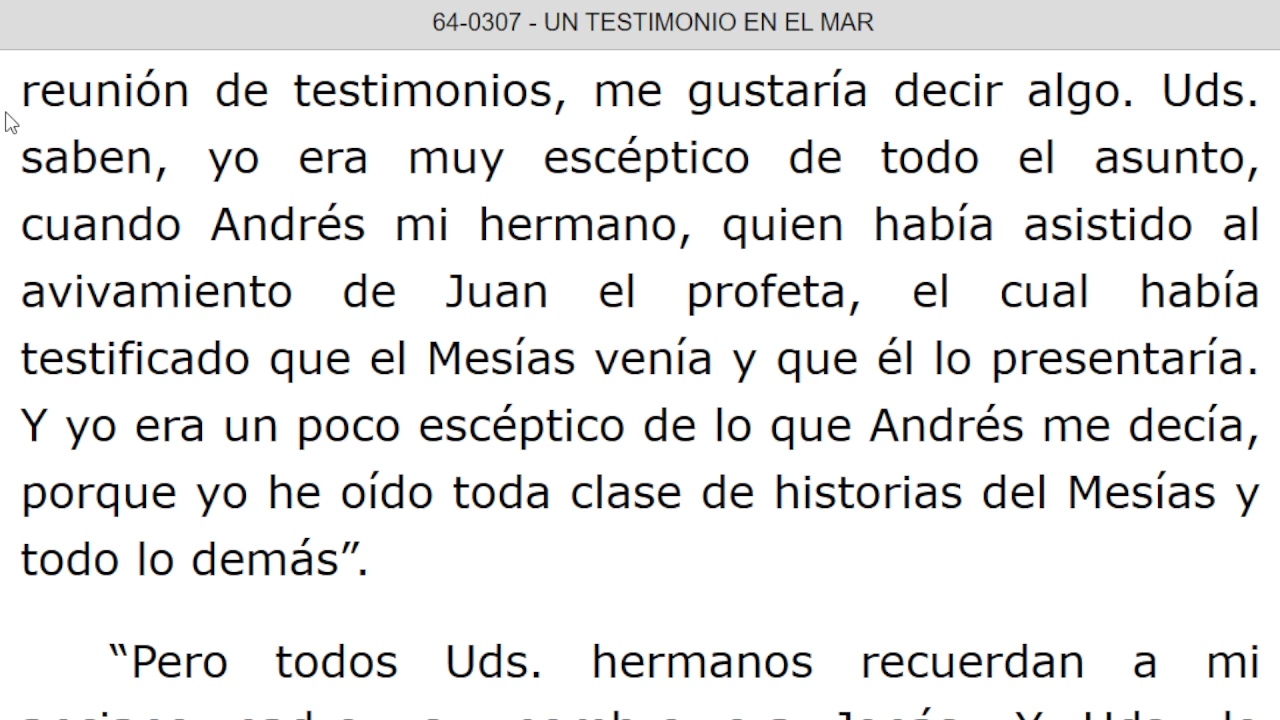 64-0307 - UN TESTIMONIO EN EL MAR
reunión de testimonios, me gustaría decir algo. Uds.
saben, yo era muy escéptico de todo el asunto,
cuando Andrés mi hermano, quien había asistido al
avivamiento de Juan el profeta, el cual había
testificado que el Mesías venía y que él lo presentaría.
Y yo era un poco escéptico de lo que Andrés me decía,
porque yo he oído toda clase de historias del Mesías y
todo lo demás”.
“Pero todos Uds. hermanos recuerdan a mi